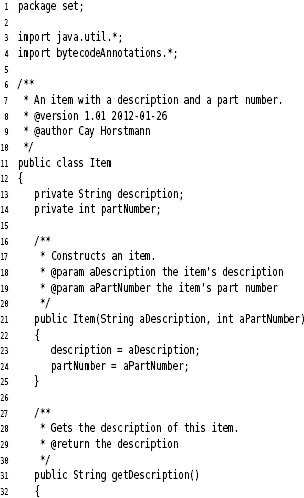 1 package set;
2
3 import java.util.*;
4 import bytecodeAnnotations.*;
5
6 /**
7  * An item with a description and a part number.
8  * @version 1.01 2012-01-26
9  * @author Cay Horstmann
10  */
11 public class Item
12 {
13    private String description;
14    private int partNumber;
15
16    /**
17     * Constructs an item.
18     * @param aDescription the item's description
19     * @param aPartNumber the item's part number
20     */
21    public Item(String aDescription, int aPartNumber)
22    {
23       description = aDescription;
24       partNumber = aPartNumber;
25    }
26
27    /**
28     * Gets the description of this item.
29     * @return the description
30     */
31    public String getDescription()
32    {